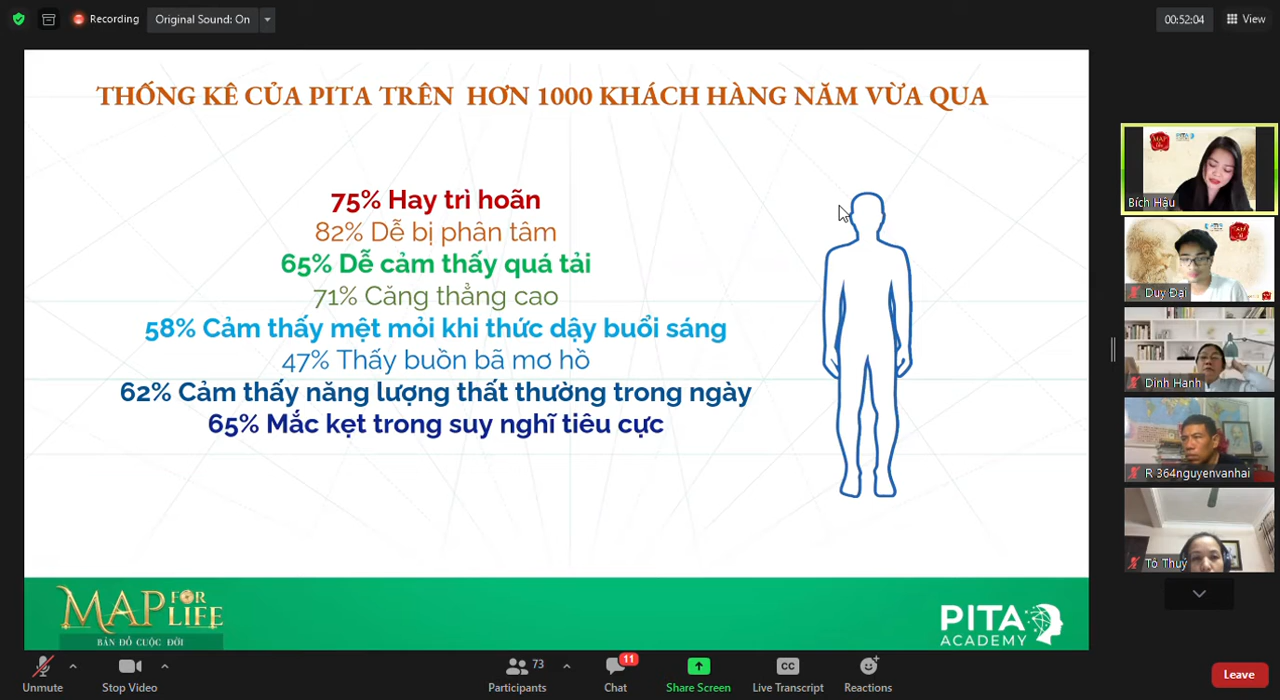 Recording
Original Sound: On
00:52:04
View
THỐNG KÊ CỦA PITA TRÊN HƠN 1000 KHÁCH HÀNG NĂM VỪA QUA
75% Hay trì hoãn
82% Dễ bị phân tâm
65% Dễ cảm thấy quá tải
71% Căng thẳng cao
58% Cảm thấy mệt mỏi khi thức dậy buổi sáng
47% Thấy buồn bã mơ hồ
62% Cảm thấy năng lượng thất thường trong ngày
65% Mắc kẹt trong suy nghĩ tiêu cực
Bích Hậu
Duy Đại
Dinh Hanh
R 364nguyenvanhai
Tô Thuỷ
MAP FOR LIFE
BẢN ĐỒ CUỘC ĐỜI
PITA
ACADEMY
Unmute
Stop Video
73
Participants
11
Chat
Share Screen
CC
Live Transcript
Reactions
Leave